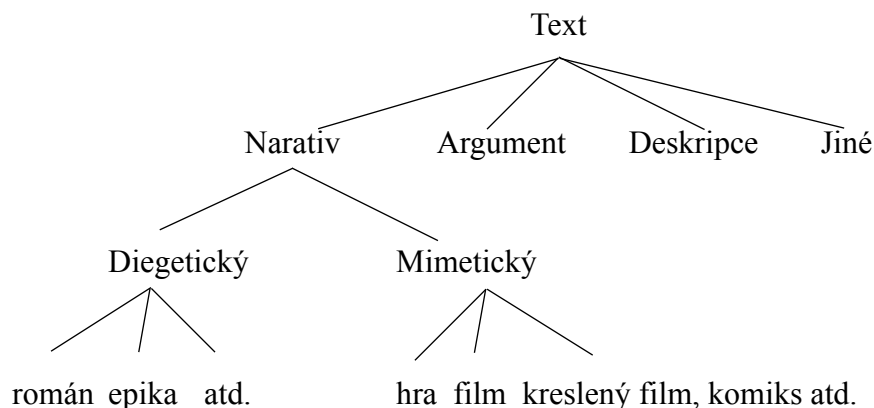 Text
Narativ Argument Deskripce Jiné
Diegetický Mimetický
román epika atd. hra film kreslený film, komiks atd.